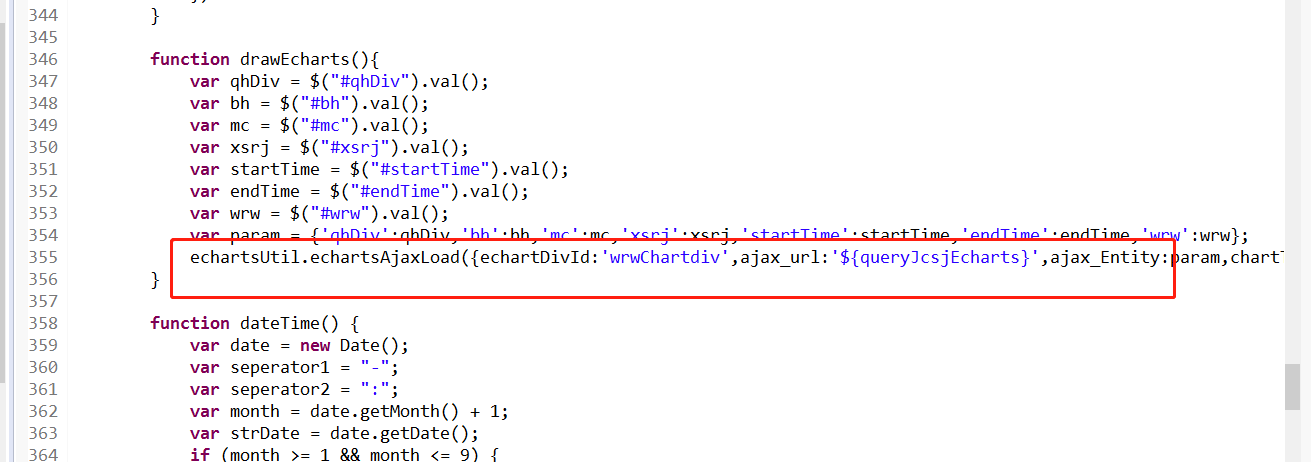 344 }
345
346 function drawEcharts(){
347 var qhDiv = $("#qhDiv").val();
348 var bh = $("#bh").val();
349 var mc = $("#mc").val();
350 var xsrj = $("#xsrj").val();
351 var startTime = $("#startTime").val();
352 var endTime = $("#endTime").val();
353 var wrw = $("#wrw").val();
354 var param = {'qhDiv':qhDiv,'bh':bh,'mc':mc,'xsrj':xsrj,'startTime':startTime,'endTime':endTime,'wrw':wrw};
355 echartsUtil.echartsAjaxLoad({echartDivId:'wrwChartdiv',ajax_url:'${queryJcsjEcharts}',ajax_Entity:param,chart
356 }
357
358 function dateTime() {
359 var date = new Date();
360 var seperator1 = "-";
361 var seperator2 = ":";
362 var month = date.getMonth() + 1;
363 var strDate = date.getDate();
364 if (month >= 1 && month <= 9) {